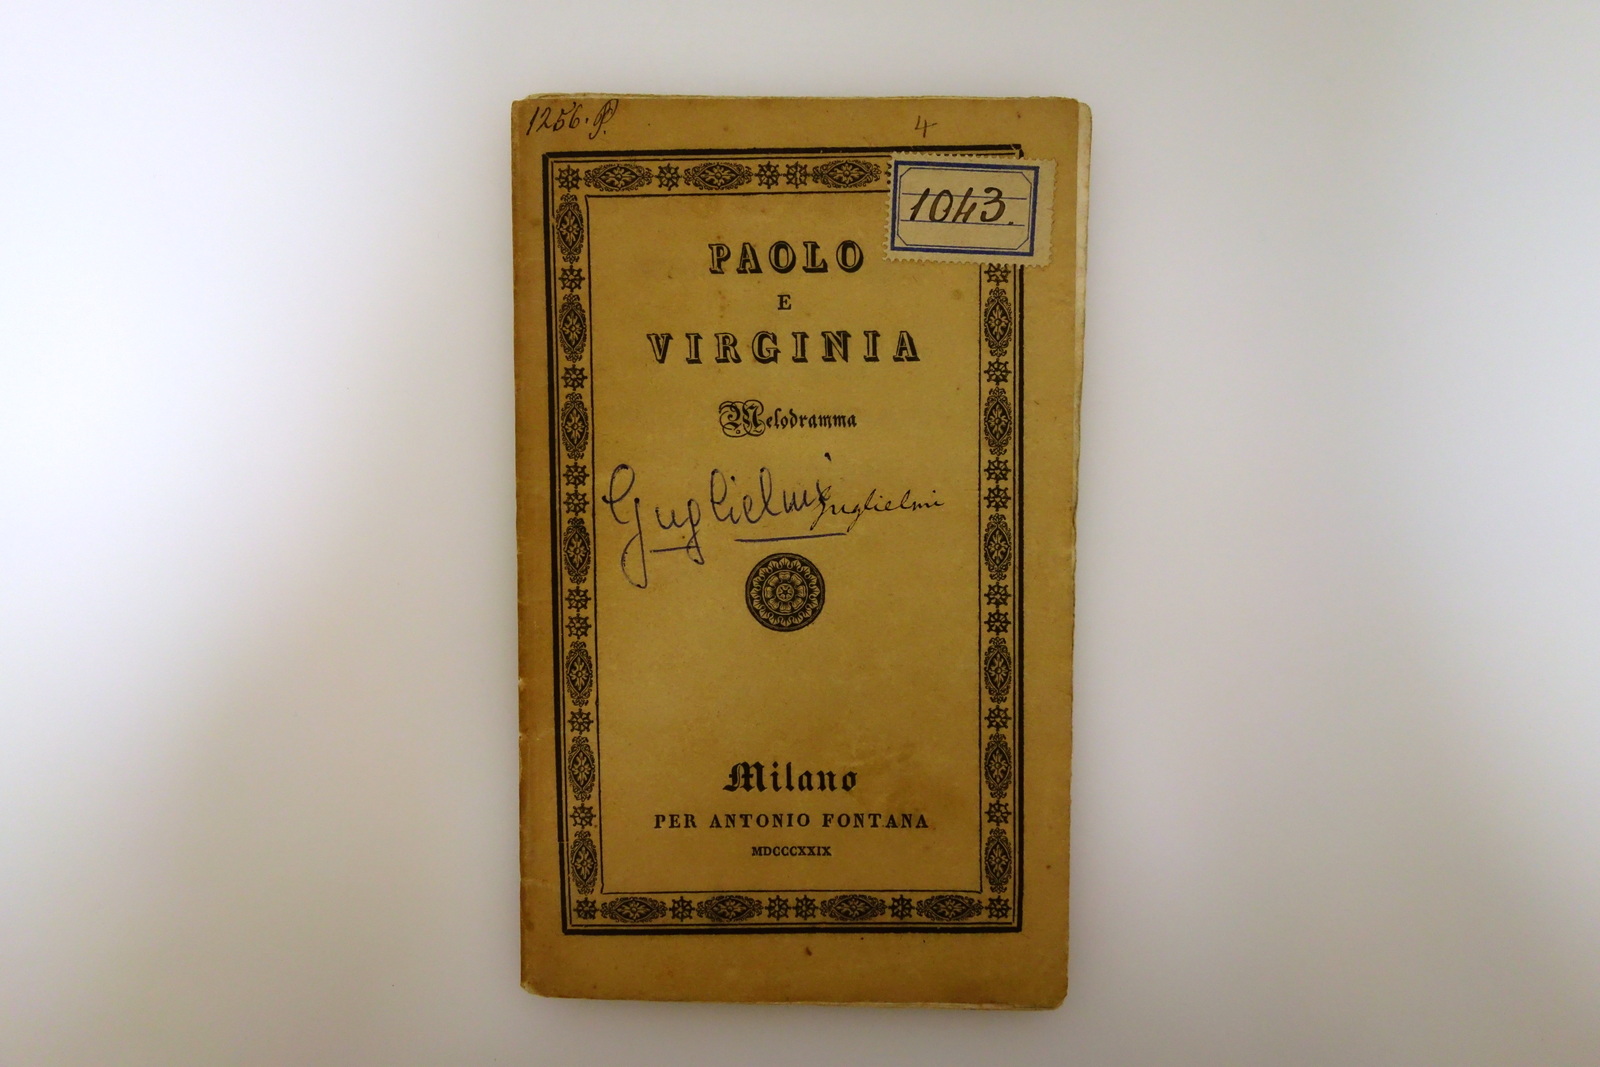 1256. P.
4
1043.
PAOLO
E
VIRGINIA
Melodramma
Guglielmi Guglielmi
Milano
PER ANTONIO FONTANA
MDCCCXXIX